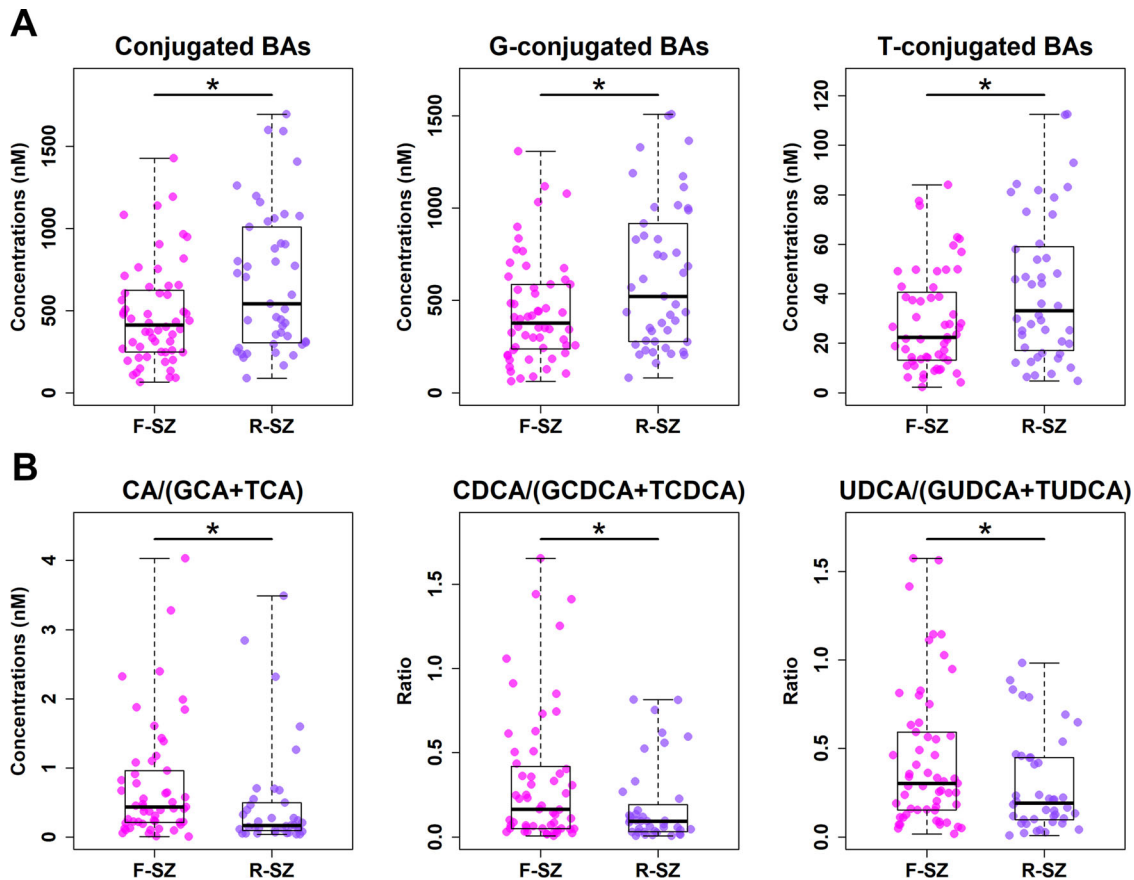 A
Conjugated BAs
G-conjugated BAs
T-conjugated BAs
*
*
*
Concentrations (nM)
0
500
1000
1500
F-SZ
R-SZ
Concentrations (nM)
0
500
1000
1500
F-SZ
R-SZ
Concentrations (nM)
0
20
40
60
80
100
120
F-SZ
R-SZ
B
CA/(GCA+TCA)
CDCA/(GCDCA+TCDCA)
UDCA/(GUDCA+TUDCA)
*
*
*
Concentrations (nM)
0
1
2
3
4
F-SZ
R-SZ
Ratio
0.0
0.5
1.0
1.5
F-SZ
R-SZ
Ratio
0.0
0.5
1.0
1.5
F-SZ
R-SZ